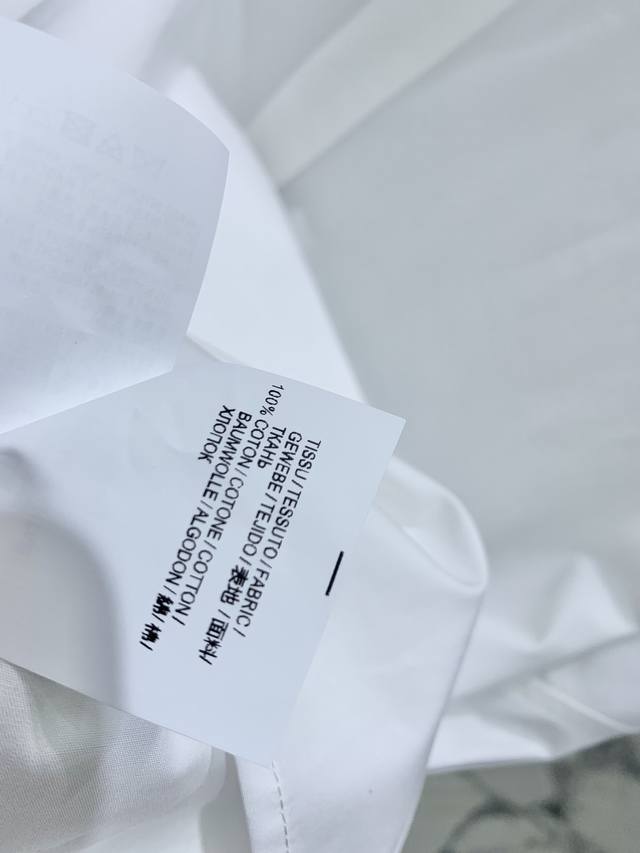 TISSU / TESSUTO / FABRIC /
GEWEBE / TEJIDO / 表地 / 面料 /
ТКАНЬ
100% COTON
BAUMWOLLE / COTONE / COTTON /
ALGODON / 綿 / 棉 /
ХЛОПОК